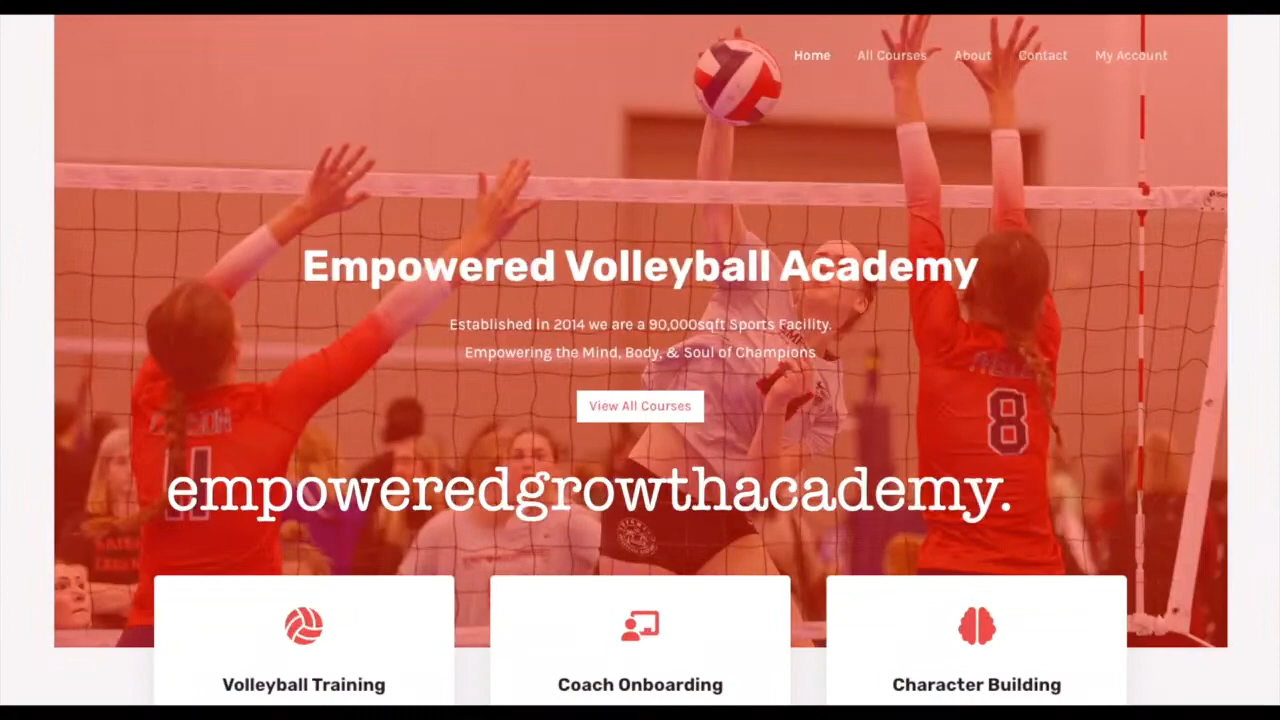 Home All Courses About Contact My Account
Empowered Volleyball Academy
Established in 2014 we are a 90,000sqft Sports Facility.
Empowering the Mind, Body, & Soul of Champions
View All Courses
8
empoweredgrowthacademy.
Volleyball Training
Coach Onboarding
Character Building